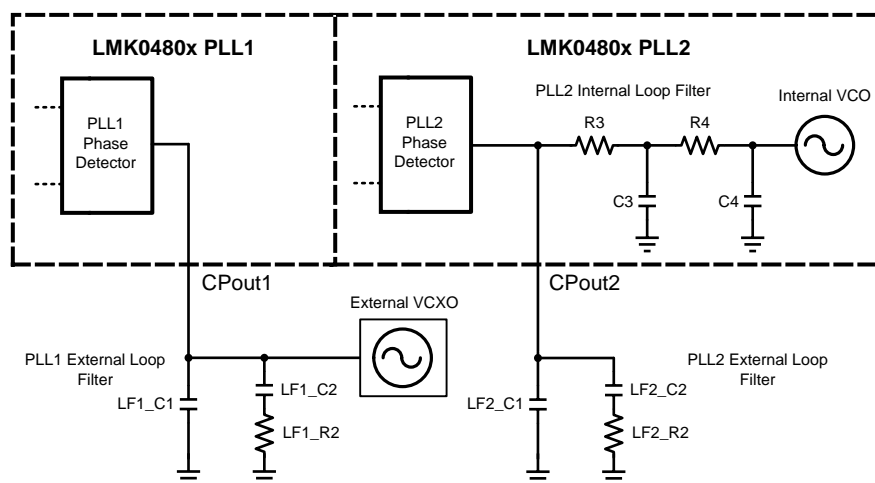 LMK0480x PLL1
LMK0480x PLL2
PLL1
Phase
Detector
PLL2
Phase
Detector
PLL2 Internal Loop Filter
R3
R4
C3
C4
Internal VCO
CPout1
CPout2
External VCXO
PLL1 External Loop
Filter
LF1_C1
LF1_C2
LF1_R2
LF2_C1
LF2_C2
LF2_R2
PLL2 External Loop
Filter